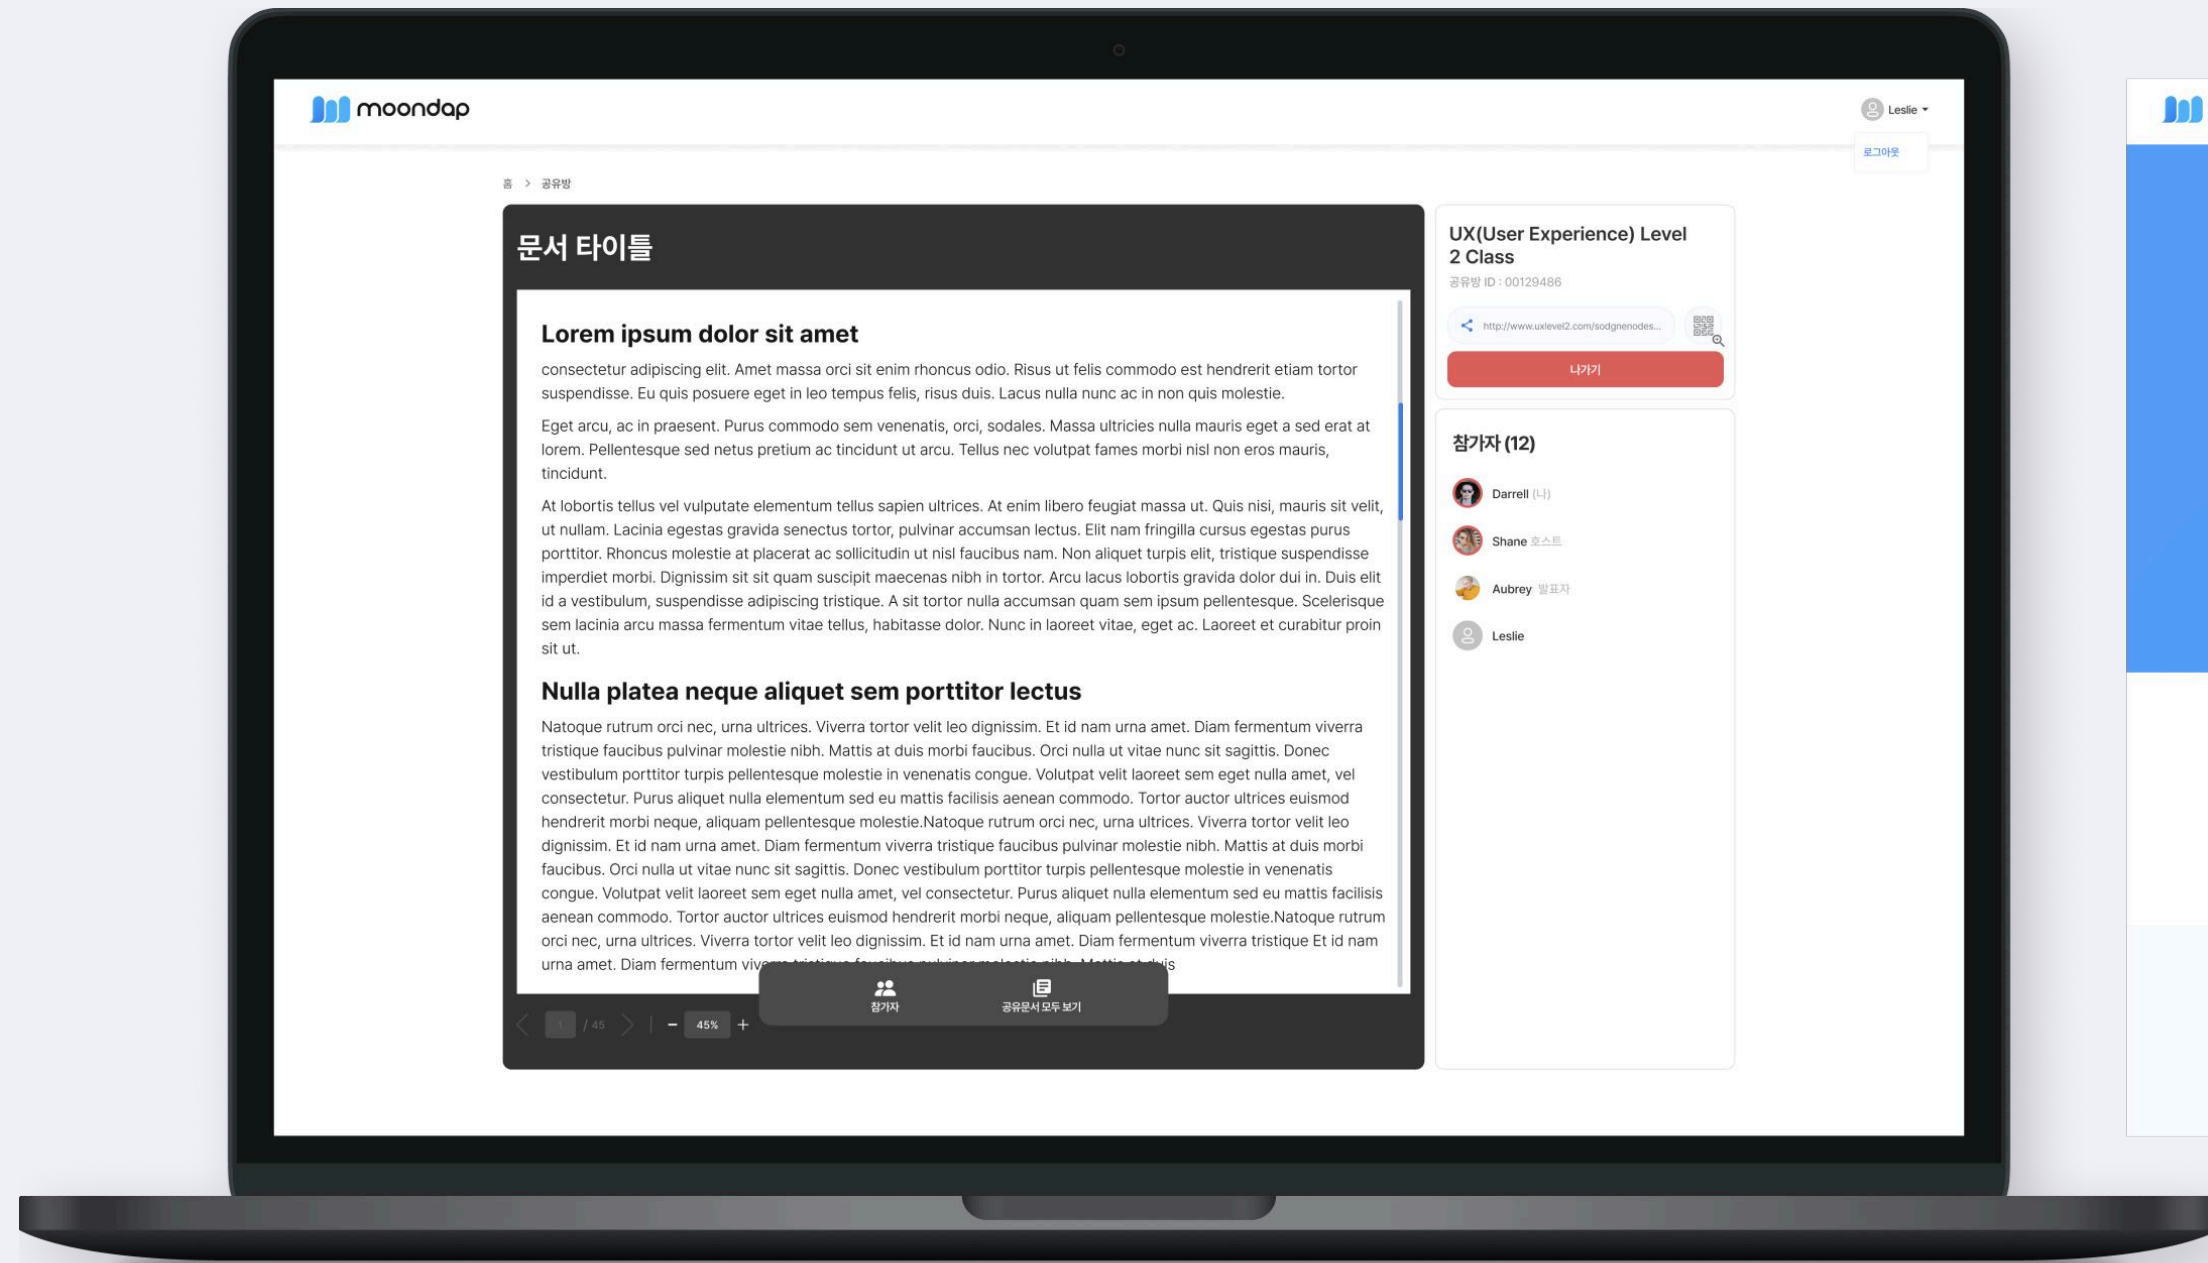 moondap
Leslie
로그아웃
홈 > 공유방
문서 타이틀
Lorem ipsum dolor sit amet
consectetur adipiscing elit. Amet massa orci sit enim rhoncus odio. Risus ut felis commodo est hendrerit etiam tortor
suspendisse. Eu quis posuere eget in leo tempus felis, risus duis. Lacus nulla nunc ac in non quis molestie.
Eget arcu, ac in praesent. Purus commodo sem venenatis, orci, sodales. Massa ultricies nulla mauris eget a sed erat at
lorem. Pellentesque sed netus pretium ac tincidunt ut arcu. Tellus nec volutpat fames morbi nisl non eros mauris,
tincidunt.
At lobortis tellus vel vulputate elementum tellus sapien ultrices. At enim libero feugiat massa ut. Quis nisi, mauris sit velit,
ut nullam. Lacinia egestas gravida senectus tortor, pulvinar accumsan lectus. Elit nam fringilla cursus egestas purus
porttitor. Rhoncus molestie at placerat ac sollicitudin ut nisl faucibus nam. Non aliquet turpis elit, tristique suspendisse
imperdiet morbi. Dignissim sit sit quam suscipit maecenas nibh in tortor. Arcu lacus lobortis gravida dolor dui in. Duis elit
id a vestibulum, suspendisse adipiscing tristique. A sit tortor nulla accumsan quam sem ipsum pellentesque. Scelerisque
sem lacinia arcu massa fermentum vitae tellus, habitasse dolor. Nunc in laoreet vitae, eget ac. Laoreet et curabitur proin
sit ut.
Nulla platea neque aliquet sem porttitor lectus
Natoque rutrum orci nec, urna ultrices. Viverra tortor velit leo dignissim. Et id nam urna amet. Diam fermentum viverra
tristique faucibus pulvinar molestie nibh. Mattis at duis morbi faucibus. Orci nulla ut vitae nunc sit sagittis. Donec
vestibulum porttitor turpis pellentesque molestie in venenatis congue. Volutpat velit laoreet sem eget nulla amet, vel
consectetur. Purus aliquet nulla elementum sed eu mattis facilisis aenean commodo. Tortor auctor ultrices euismod
hendrerit morbi neque, aliquam pellentesque molestie.Natoque rutrum orci nec, urna ultrices. Viverra tortor velit leo
dignissim. Et id nam urna amet. Diam fermentum viverra tristique faucibus pulvinar molestie nibh. Mattis at duis morbi
faucibus. Orci nulla ut vitae nunc sit sagittis. Donec vestibulum porttitor turpis pellentesque molestie in venenatis
congue. Volutpat velit laoreet sem eget nulla amet, vel consectetur. Purus aliquet nulla elementum sed eu mattis facilisis
aenean commodo. Tortor auctor ultrices euismod hendrerit morbi neque, aliquam pellentesque molestie.Natoque rutrum
orci nec, urna ultrices. Viverra tortor velit leo dignissim. Et id nam urna amet. Diam fermentum viverra tristique Et id nam
urna amet. Diam fermentum
참가자
공유문서 모두 보기
1 / 45
45%
UX(User Experience) Level
2 Class
공유방 ID : 00129486
http://www.uxlevel2.com/sodgnenodes...
나가기
참가자 (12)
Darrell (나)
Shane 호스트
Aubrey 발표자
Leslie